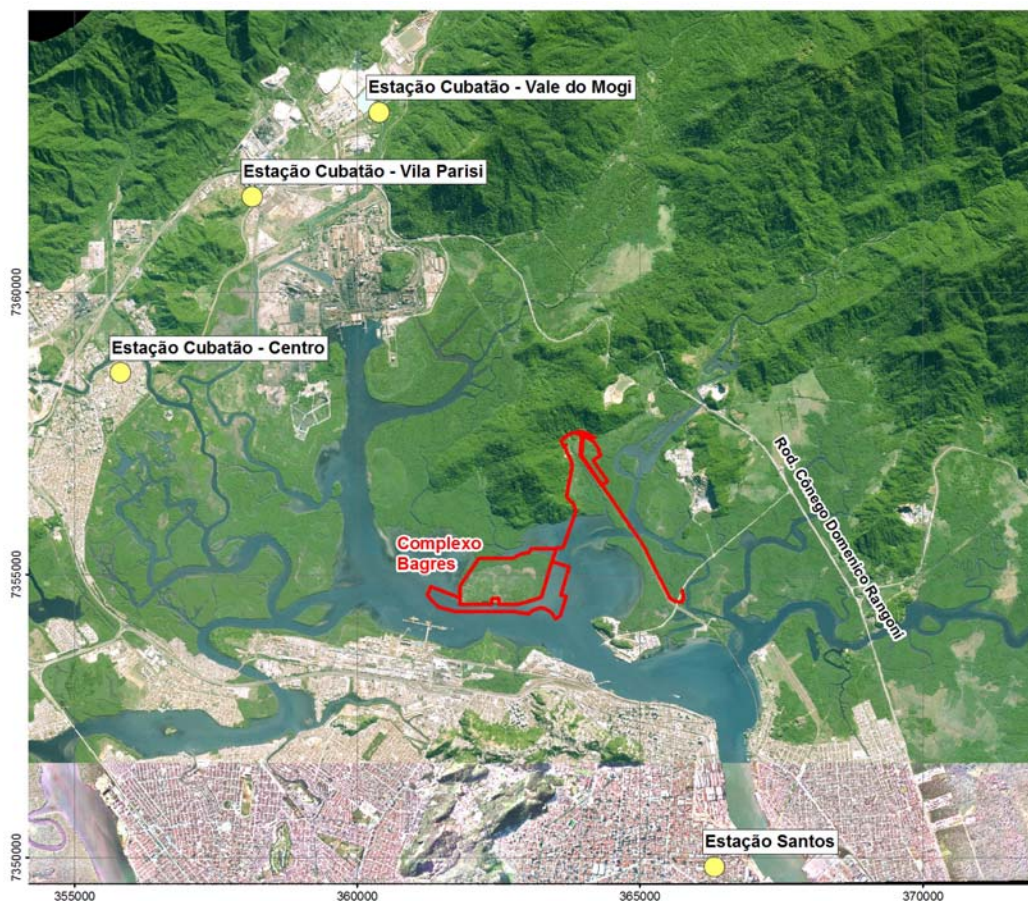 Estação Cubatão - Vale do Mogi
Estação Cubatão - Vila Parisi
7360000
Estação Cubatão - Centro
Rod. Cônego Domenico Rangoni
Complexo
Bagres
7355000
Estação Santos
7350000
355000
360000
365000
370000